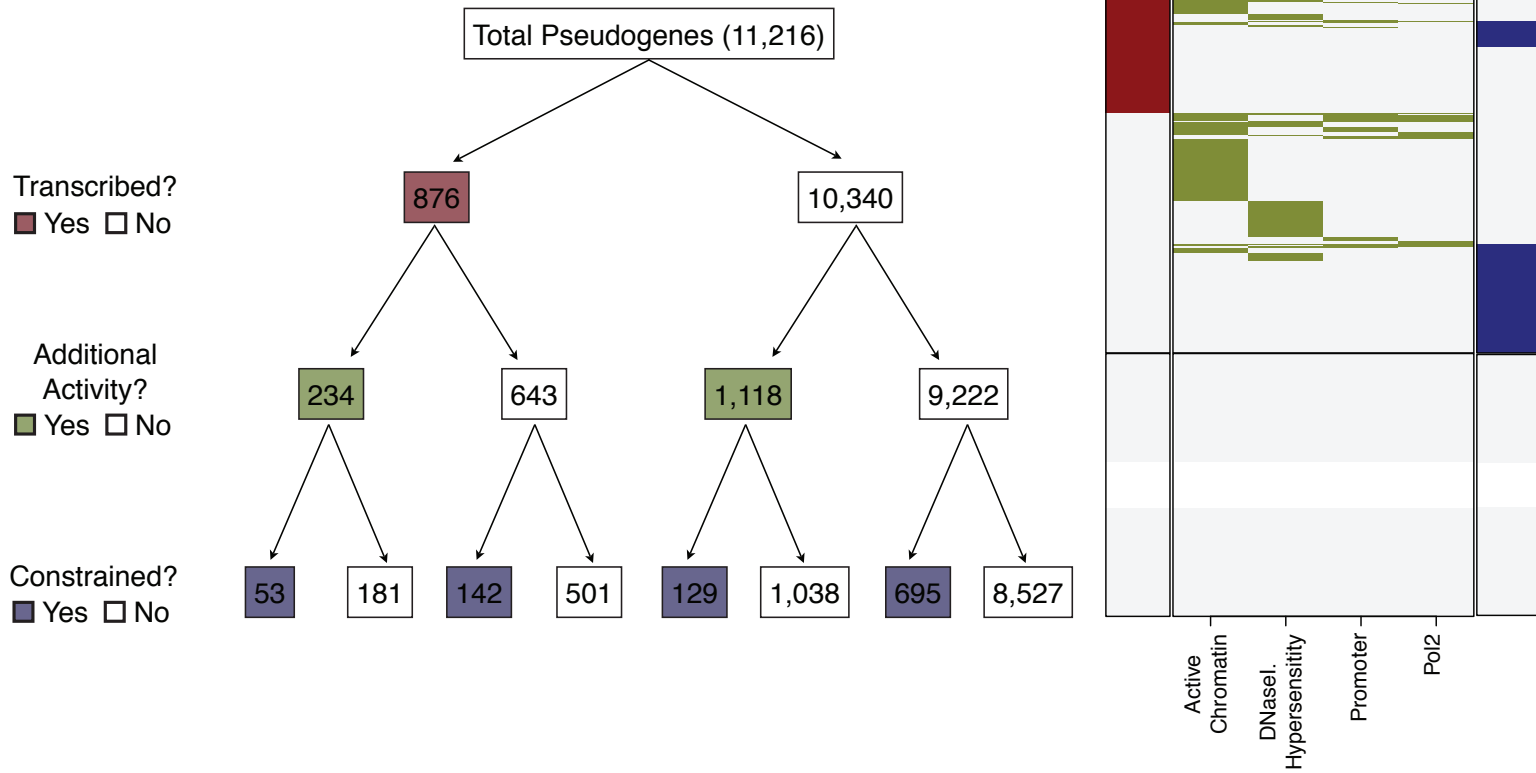 Total Pseudogenes (11,216)
Transcribed?
Yes No
876
10,340
Additional
Activity?
Yes No
234
643
1,118
9,222
Constrained?
Yes No
53
181
142
501
129
1,038
695
8,527
Active
Chromatin
DNaseI.
Hypersensitity
Promoter
Pol2